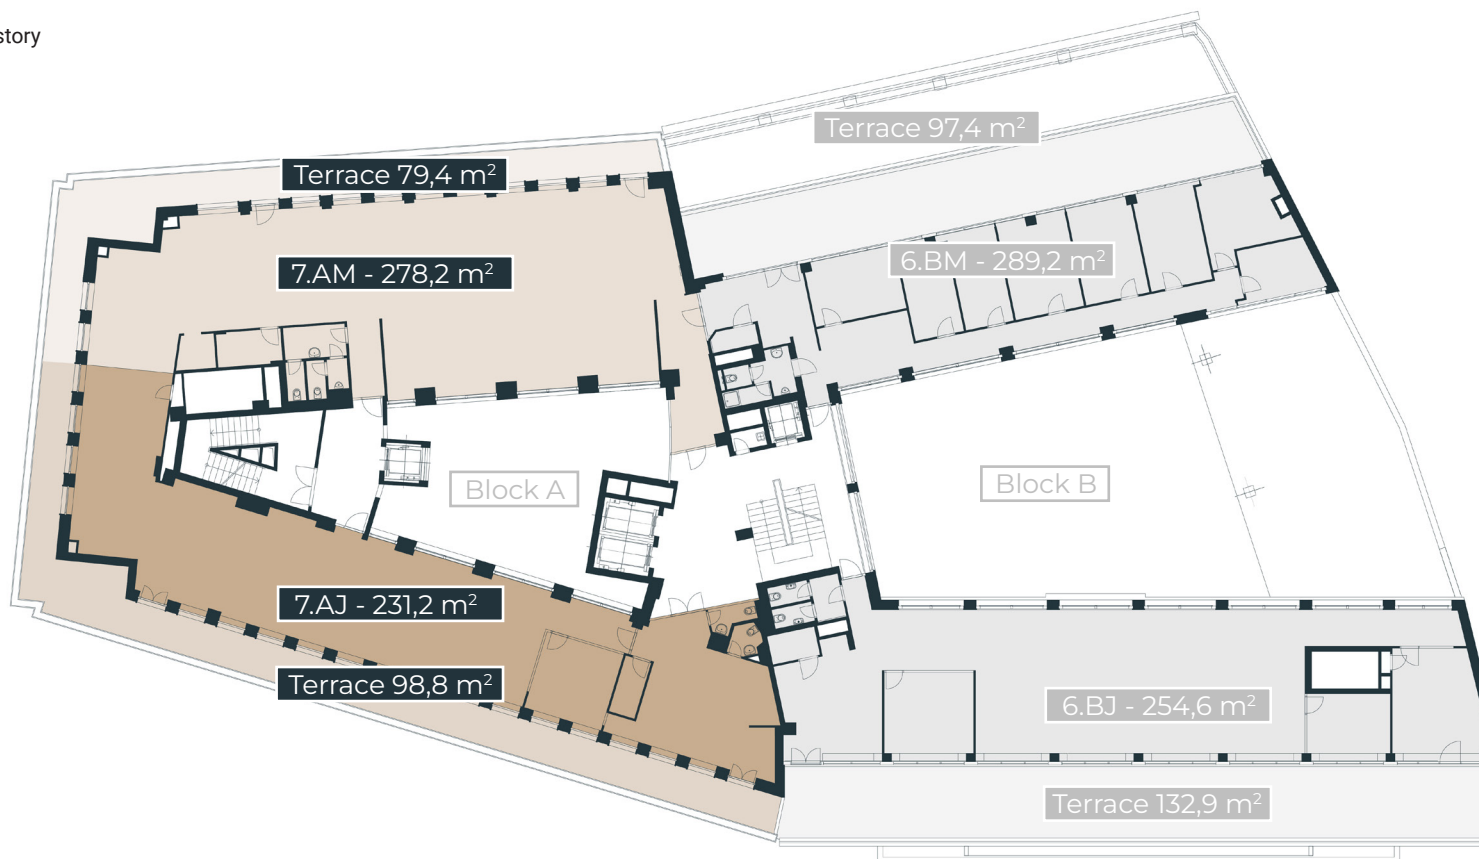 story
Terrace 97,4 m²
Terrace 79,4 m²
7.AM - 278,2 m²
6.BM - 289,2 m²
Block A
Block B
7.AJ - 231,2 m²
Terrace 98,8 m²
6.BJ - 254,6 m²
Terrace 132,9 m²